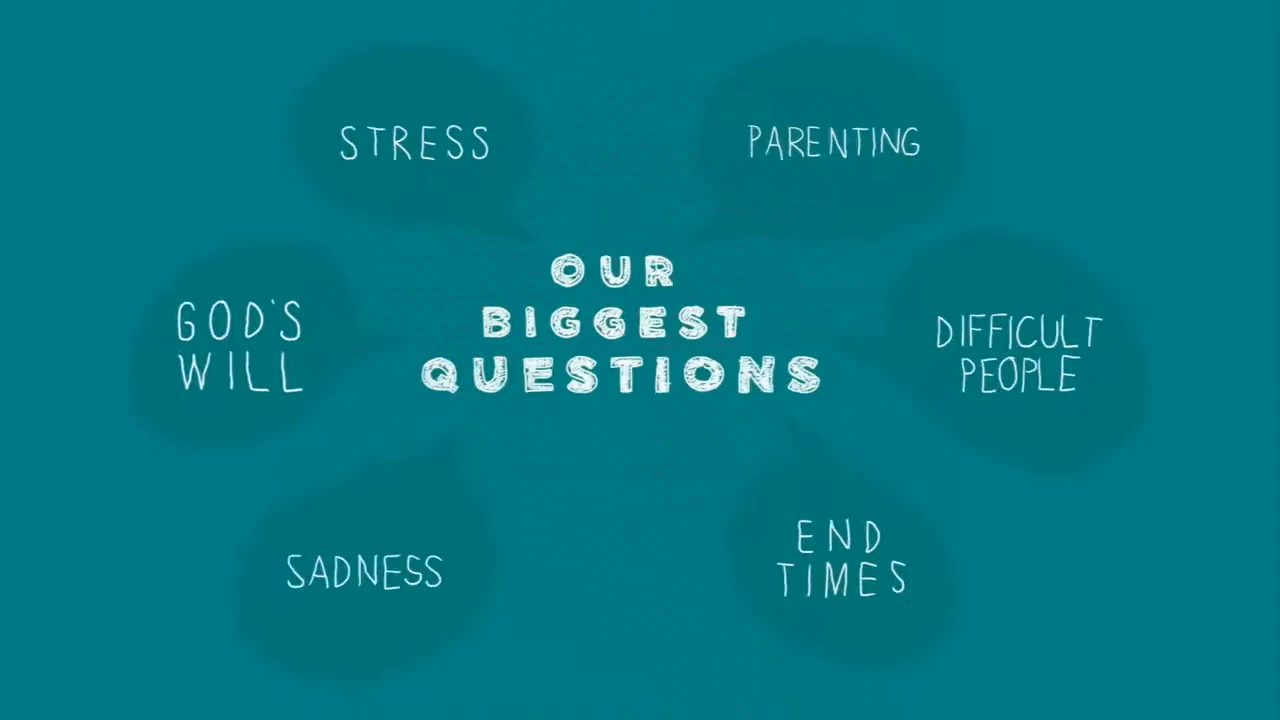 STRESS
PARENTING
OUR
BIGGEST
QUESTIONS
GOD'S
WILL
DIFFICULT
PEOPLE
SADNESS
END
TIMES